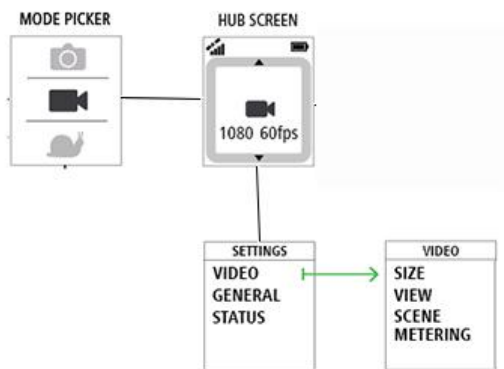 MODE PICKER
HUB SCREEN
1080 60fps
SETTINGS
VIDEO
GENERAL
STATUS
VIDEO
SIZE
VIEW
SCENE
METERING